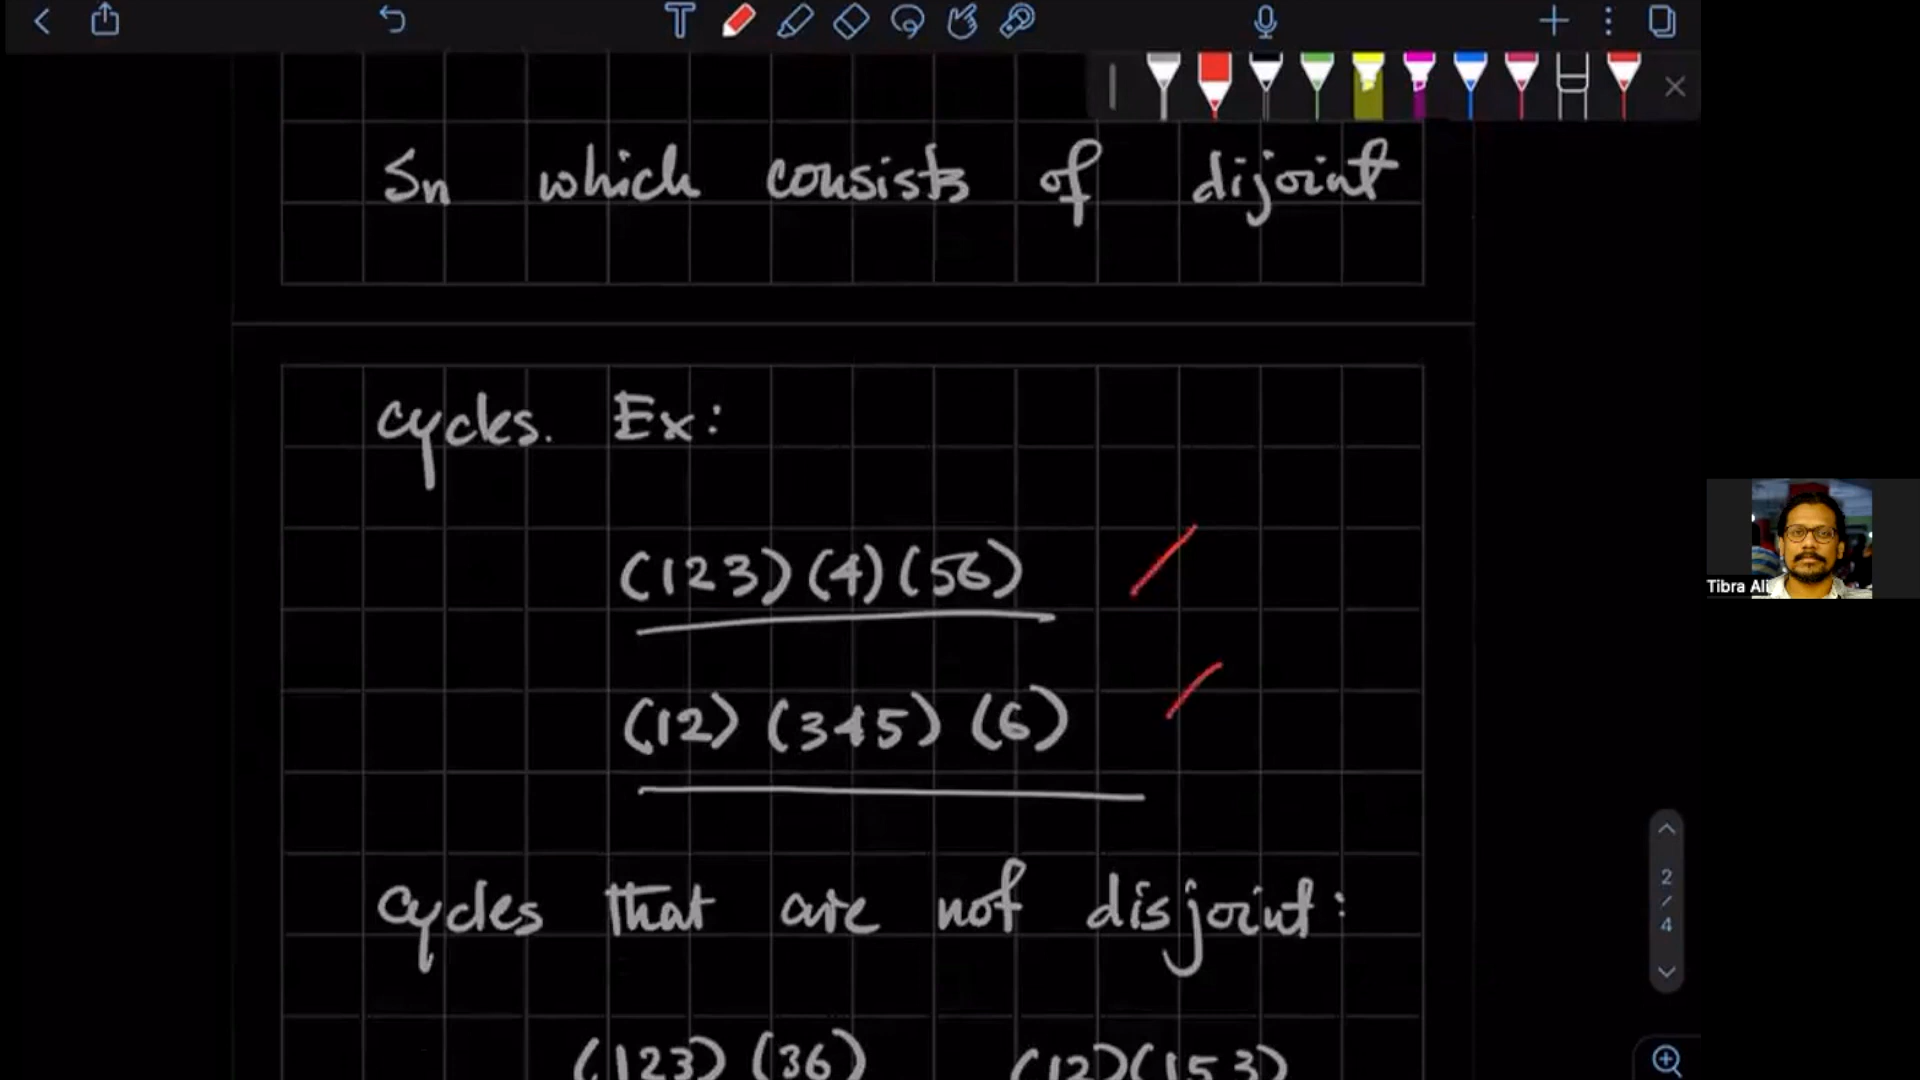 Sn which consists of dijoint
cycles. Ex:
(123)(4)(56)
(12)(345)(6)
cycles that are not disjoint:
(123)(36) (12)(153)
Tibra Ali
2
/
4